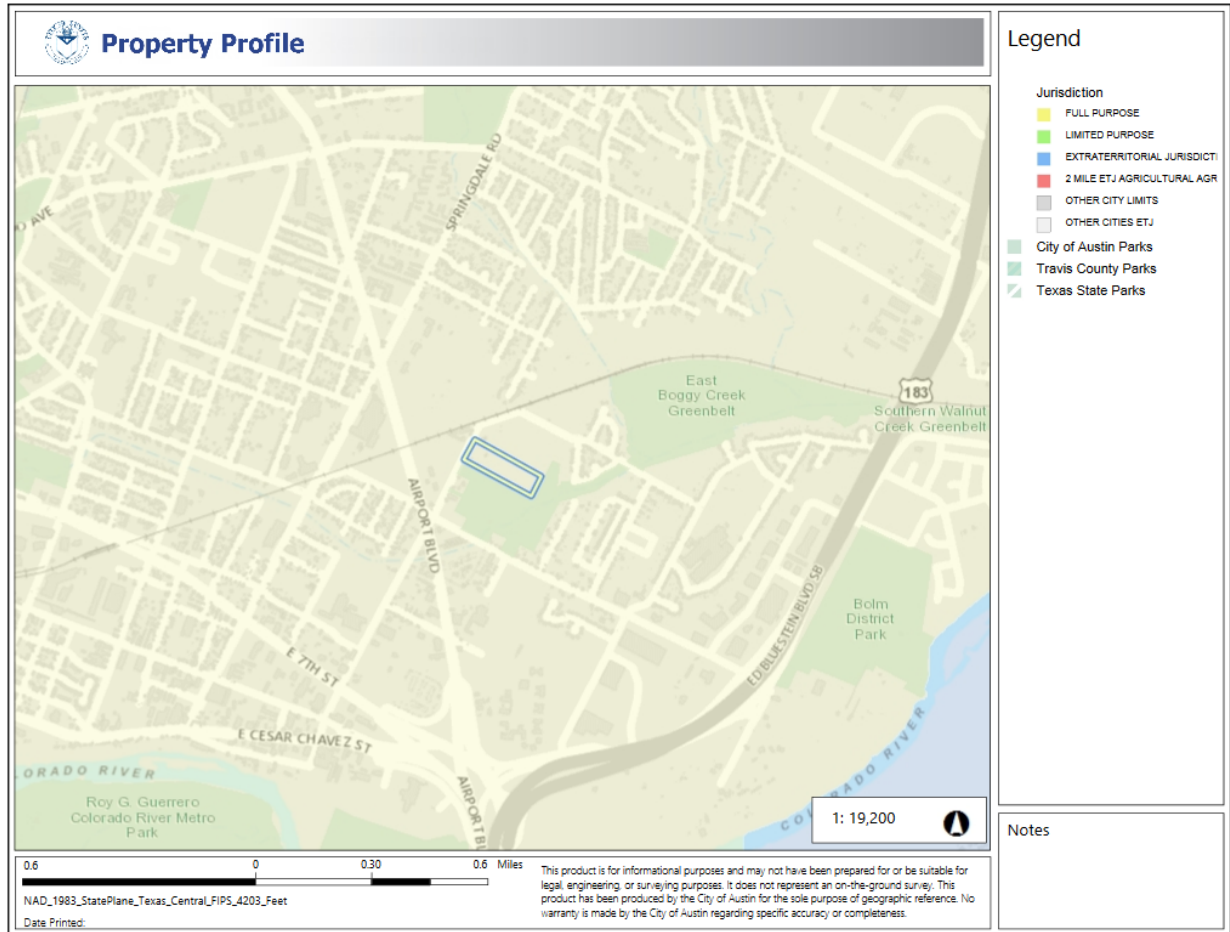 Property Profile
SPRINGDALE RD
AVE
East
Boggy Creek
Greenbelt
183
Southern Walnut
Creek Greenbelt
AIRPORT BLVD
ED BLUESTEIN BLVD SB
Bolm
District
Park
E 7TH ST
E CESAR CHAVEZ ST
LORADO RIVER
Roy G. Guerrero
Colorado River Metro
Park
AIRPORT BL
COLORADO RIVER
1: 19,200
Legend
Jurisdiction
FULL PURPOSE
LIMITED PURPOSE
EXTRATERRITORIAL JURISDICTI
2 MILE ETJ AGRICULTURAL AGR
OTHER CITY LIMITS
OTHER CITIES ETJ
City of Austin Parks
Travis County Parks
Texas State Parks
Notes
0.6 0 0.30 0.6 Miles
NAD_1983_StatePlane_Texas_Central_FIPS_4203_Feet
Date Printed:
This product is for informational purposes and may not have been prepared for or be suitable for
legal, engineering, or surveying purposes. It does not represent an on-the-ground survey. This
product has been produced by the City of Austin for the sole purpose of geographic reference. No
warranty is made by the City of Austin regarding specific accuracy or completeness.